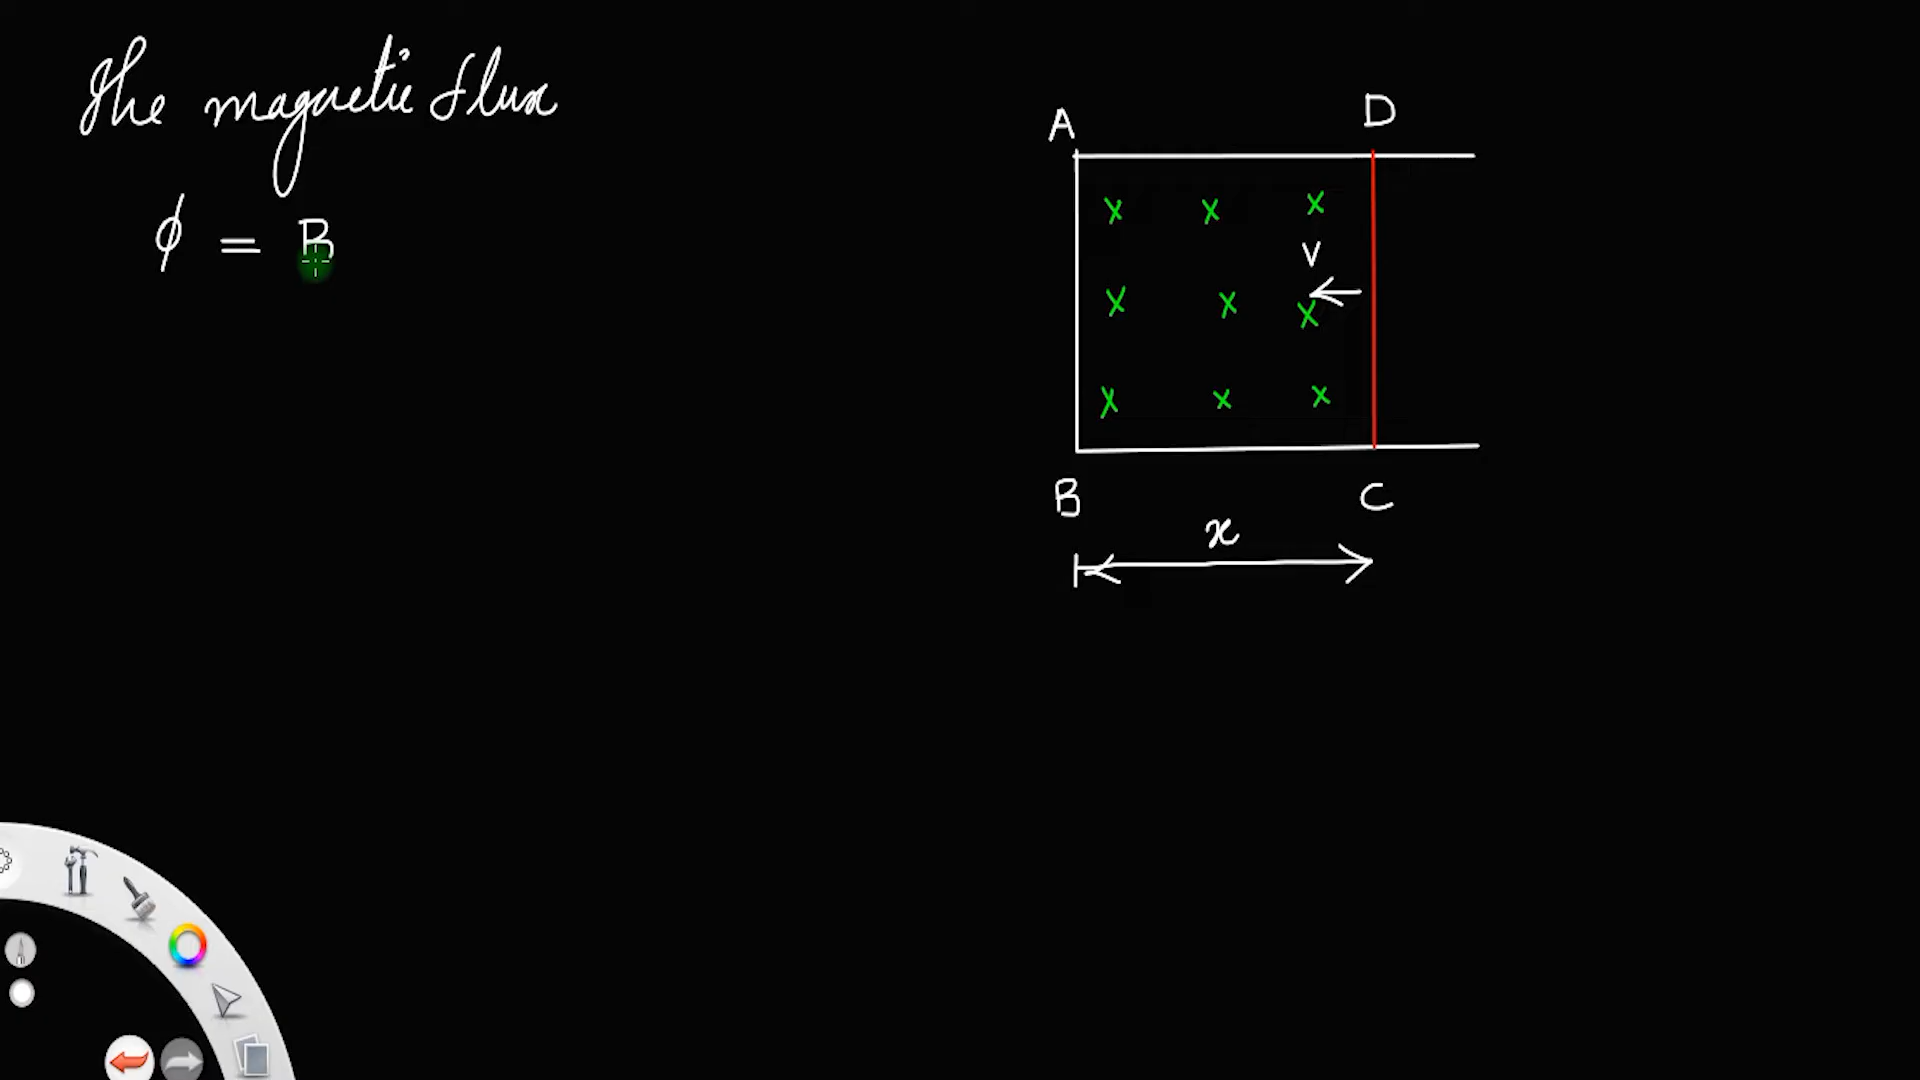 The magnetic flux
ϕ = B
A D
x x x
v
x x x
x x x
B C
x